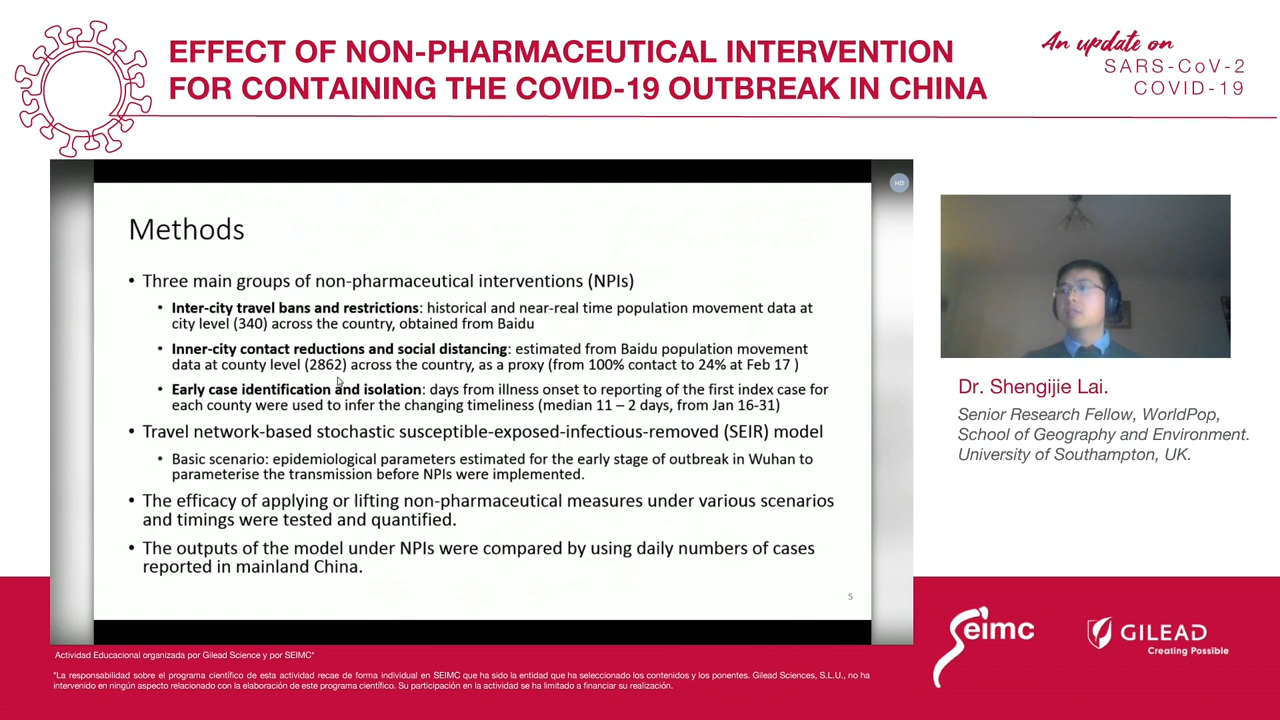 EFFECT OF NON-PHARMACEUTICAL INTERVENTION
FOR CONTAINING THE COVID-19 OUTBREAK IN CHINA
An update on
SARS-CoV-2
COVID-19
HD
Methods
• Three main groups of non-pharmaceutical interventions (NPIs)
• Inter-city travel bans and restrictions: historical and near-real time population movement data at
city level (340) across the country, obtained from Baidu
• Inner-city contact reductions and social distancing: estimated from Baidu population movement
data at county level (2862) across the country, as a proxy (from 100% contact to 24% at Feb 17 )
• Early case identification and isolation: days from illness onset to reporting of the first index case for
each county were used to infer the changing timeliness (median 11 – 2 days, from Jan 16-31)
• Travel network-based stochastic susceptible-exposed-infectious-removed (SEIR) model
• Basic scenario: epidemiological parameters estimated for the early stage of outbreak in Wuhan to
parameterise the transmission before NPIs were implemented.
• The efficacy of applying or lifting non-pharmaceutical measures under various scenarios
and timings were tested and quantified.
• The outputs of the model under NPIs were compared by using daily numbers of cases
reported in mainland China.
5
Dr. Shengijie Lai.
Senior Research Fellow, WorldPop,
School of Geography and Environment.
University of Southampton, UK.
Seimc
GILEAD
Creating Possible
Actividad Educacional organizada por Gilead Science y por SEIMC*
*La responsabilidad sobre el programa científico de esta actividad recae de forma individual en SEIMC que ha sido la entidad que ha seleccionado los contenidos y los ponentes. Gilead Sciences, S.L.U., no ha
intervenido en ningún aspecto relacionado con la elaboración de este programa científico. Su participación en la actividad se ha limitado a financiar su realización.